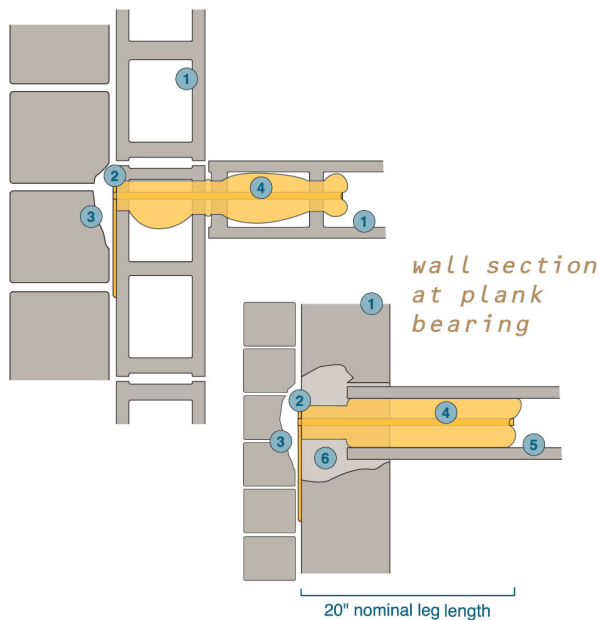 1
2
4
3
1
wall section
at plank
bearing
1
2
4
3
5
6
20" nominal leg length